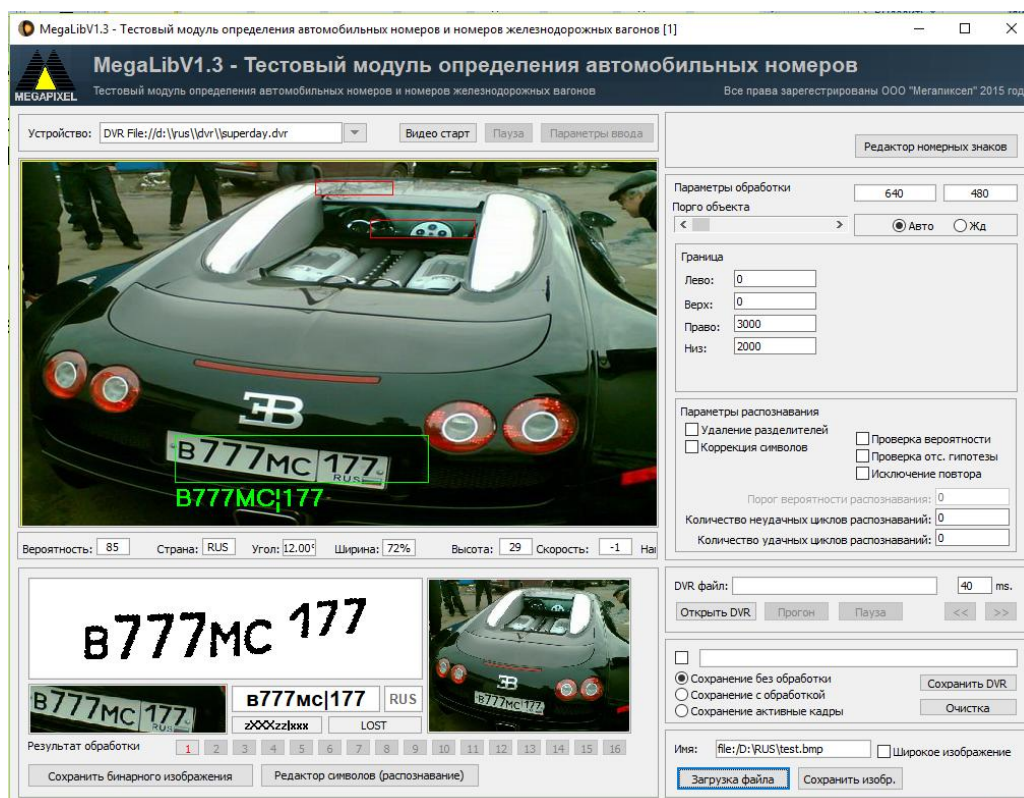 MegaLibV1.3 - Тестовый модуль определения автомобильных номеров и номеров железнодорожных вагонов [1]
MEGAPIXEL
MegaLibV1.3 - Тестовый модуль определения автомобильных номеров
Тестовый модуль определения автомобильных номеров и номеров железнодорожных вагонов
Все права зарегестрированы ООО "Мегапиксел" 2015 год
Устройство: DVR File://d:\\rus\\dvr\\superday.dvr Видео старт Пауза Параметры ввода
Редактор номерных знаков
Параметры обработки 640 480
Порго объекта
Авто Жд
Граница
Лево: 0
Верх: 0
Право: 3000
Низ: 2000
Параметры распознавания
Удаление разделителей
Коррекция символов
Проверка вероятности
Проверка отс. гипотезы
Исключение повтора
Порог вероятности распознавания: 0
Количество неудачных циклов распознаваний: 0
Количество удачных циклов распознаваний: 0
EB
B777MC 177
RUS
B777MC|177
Вероятность: 85 Страна: RUS Угол: 12.00° Ширина: 72% Высота: 29 Скорость: -1 На
DVR файл: 40 ms.
Открыть DVR Прогон Пауза << >>
B777MC 177
B777MC 177
RUS
в777мс|177 RUS
zXXXzz|xxx LOST
EB
B777MC 177
Результат обработки 1 2 3 4 5 6 7 8 9 10 11 12 13 14 15 16
Сохранить бинарного изображения Редактор символов (распознавание)
Сохранение без обработки
Сохранение с обработкой
Сохранение активные кадры
Сохранить DVR
Очистка
Имя: file:/D:\RUS\test.bmp Широкое изображение
Загрузка файла Сохранить изобр.